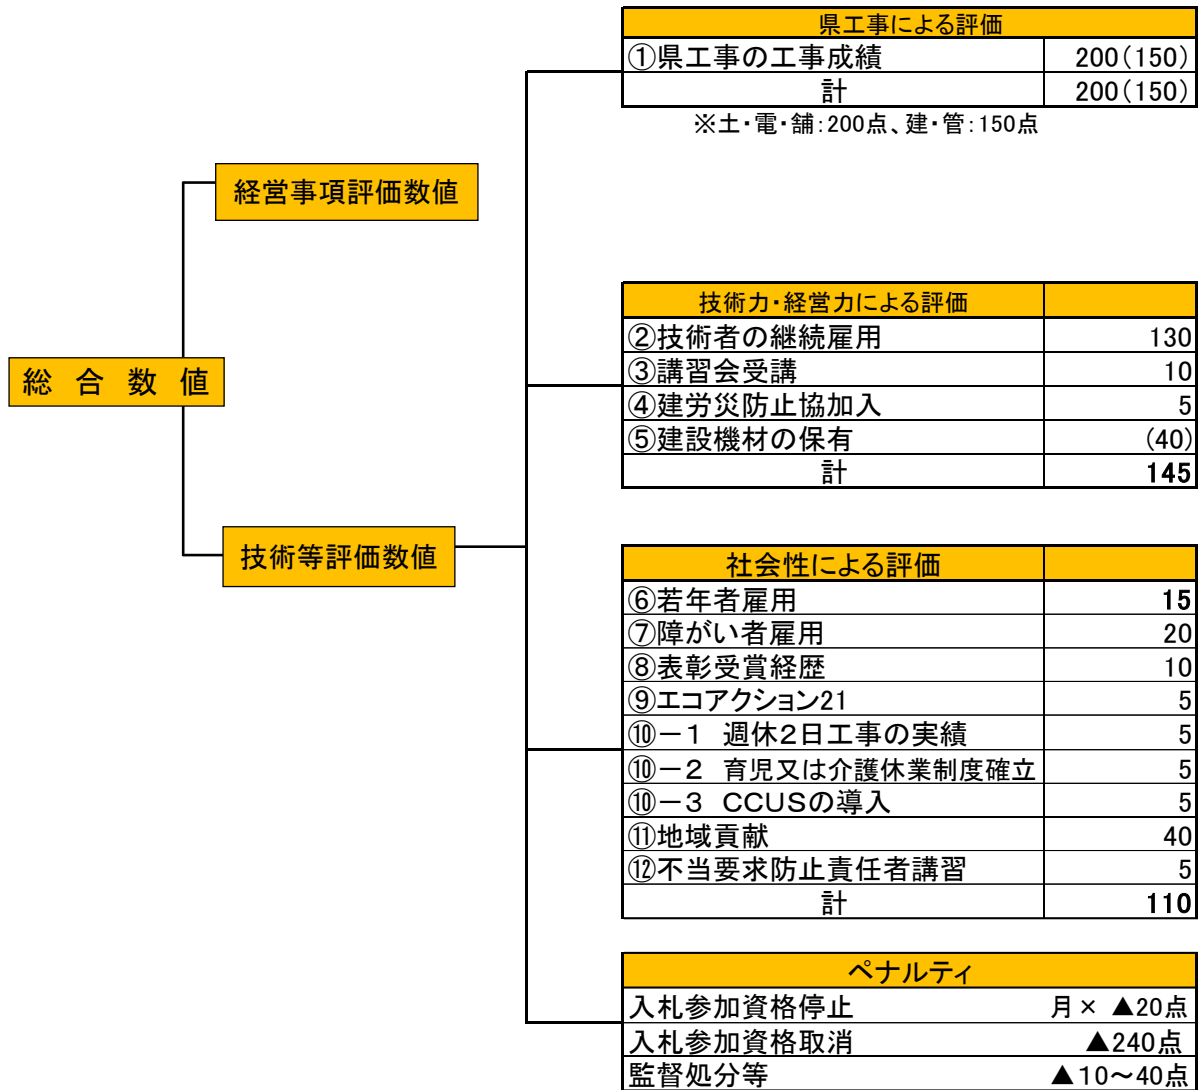 県工事による評価
①県工事の工事成績 200(150)
計 200(150)
※土・電・舗:200点、建・管:150点
経営事項評価数値
技術力・経営力による評価
②技術者の継続雇用 130
③講習会受講 10
④建労災防止協加入 5
⑤建設機材の保有 (40)
計 145
総合数値
技術等評価数値
社会性による評価
⑥若年者雇用 15
⑦障がい者雇用 20
⑧表彰受賞経歴 10
⑨エコアクション21 5
⑩-1 週休2日工事の実績 5
⑩-2 育児又は介護休業制度確立 5
⑩-3 CCUSの導入 5
⑪地域貢献 40
⑫不当要求防止責任者講習 5
計 110
ペナルティ
入札参加資格停止 月× ▲20点
入札参加資格取消 ▲240点
監督処分等 ▲10~40点